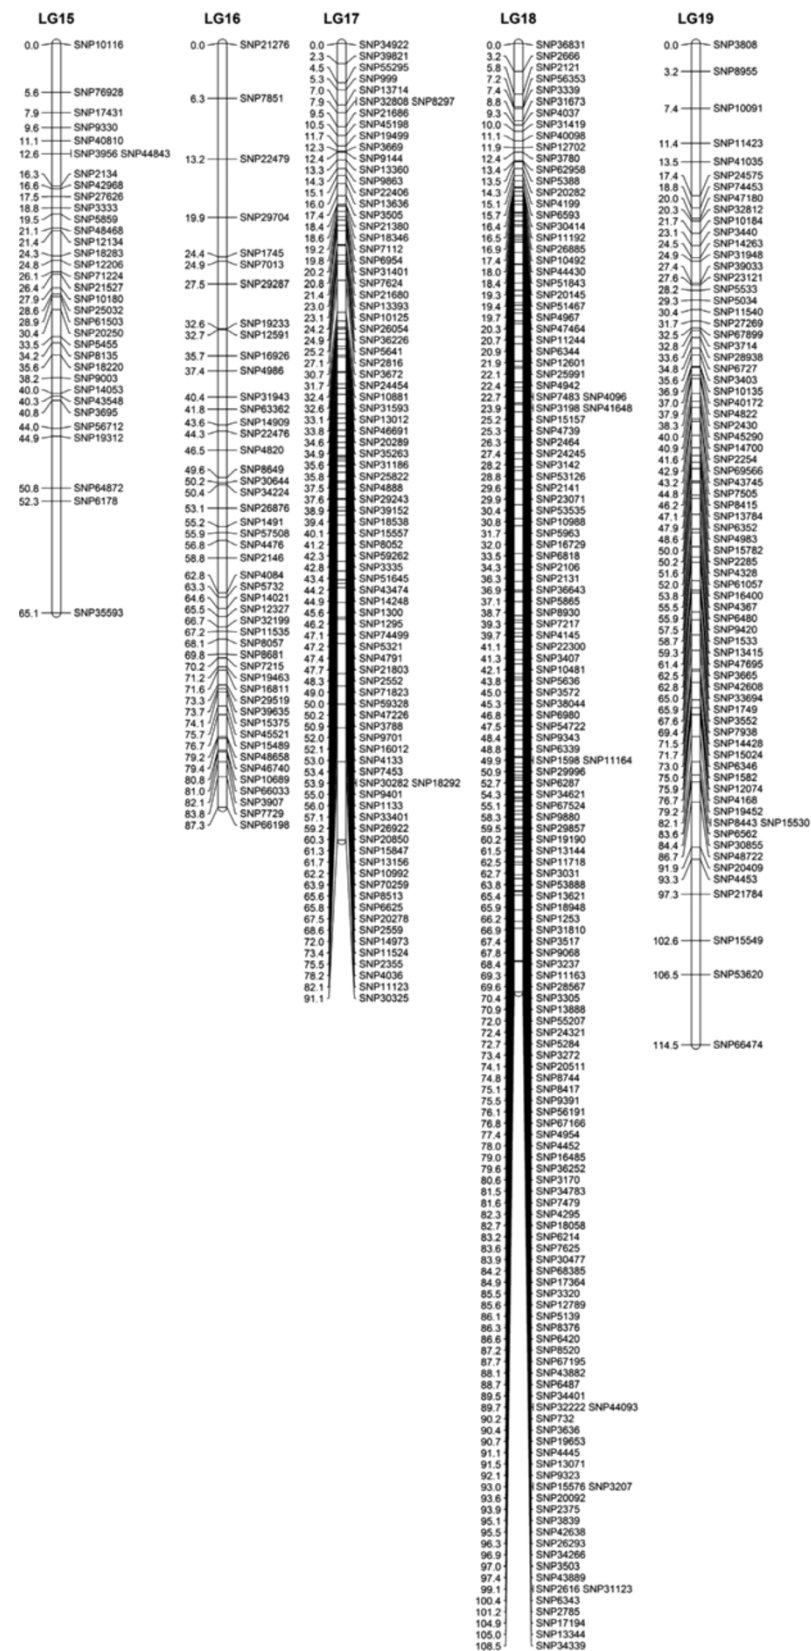 LG15
0.0 SNP10116
5.6 SNP76928
7.9 SNP17431
9.6 SNP9330
11.1 SNP40810
12.6 SNP3956 SNP44843
16.3 SNP2134
16.6 SNP42968
17.5 SNP27626
18.8 SNP3333
19.5 SNP5859
21.1 SNP48468
21.4 SNP12134
24.3 SNP18283
24.8 SNP12206
26.1 SNP71224
26.4 SNP21527
27.9 SNP10180
28.6 SNP25032
28.9 SNP61503
30.4 SNP20250
33.5 SNP5455
34.2 SNP8135
35.6 SNP18220
38.2 SNP9003
40.0 SNP14053
40.3 SNP43548
40.8 SNP3695
44.0 SNP56712
44.9 SNP19312
50.8 SNP64872
52.3 SNP6178
65.1 SNP35593
LG16
0.0 SNP21276
6.3 SNP7851
13.2 SNP22479
19.9 SNP29704
24.4 SNP1745
24.9 SNP7013
27.5 SNP29287
32.6 SNP19233
32.7 SNP12591
35.7 SNP16926
37.4 SNP4986
40.4 SNP31943
41.8 SNP63362
43.6 SNP14909
44.3 SNP22476
46.5 SNP4820
49.6 SNP8649
50.2 SNP30644
50.4 SNP34224
53.1 SNP26876
55.2 SNP1491
55.9 SNP57508
56.8 SNP4476
58.8 SNP2146
62.8 SNP4084
63.3 SNP5732
64.6 SNP14021
65.5 SNP12327
66.7 SNP32199
67.2 SNP11535
68.1 SNP8057
69.8 SNP8681
70.2 SNP7215
71.2 SNP19463
71.6 SNP16811
73.3 SNP29519
73.7 SNP39635
74.1 SNP15375
75.7 SNP45521
76.7 SNP15489
79.2 SNP48658
79.4 SNP46740
80.8 SNP10689
81.0 SNP66033
82.1 SNP3907
83.8 SNP7729
87.3 SNP66198
LG17
0.0 SNP34922
2.3 SNP39821
4.5 SNP55295
5.3 SNP999
7.0 SNP13714
7.9 SNP32808 SNP8297
9.5 SNP21686
10.5 SNP45198
11.7 SNP19499
12.3 SNP3669
12.4 SNP9144
13.3 SNP13360
14.3 SNP9863
15.1 SNP22406
16.0 SNP13636
17.4 SNP3505
18.4 SNP21380
18.6 SNP18346
19.2 SNP7112
19.8 SNP6954
20.2 SNP31401
20.8 SNP7624
21.4 SNP21680
23.0 SNP13393
23.1 SNP10125
24.2 SNP26054
24.9 SNP36226
25.2 SNP5641
27.1 SNP2816
30.7 SNP3672
31.7 SNP24454
32.4 SNP10881
32.6 SNP31593
33.1 SNP13012
33.8 SNP46691
34.6 SNP20289
34.9 SNP35263
35.6 SNP31186
35.8 SNP25822
37.5 SNP4888
37.6 SNP29243
38.9 SNP39152
39.4 SNP18538
40.1 SNP15557
41.2 SNP8052
42.3 SNP59262
42.8 SNP3335
43.4 SNP51645
44.2 SNP43474
44.9 SNP14248
45.6 SNP1300
46.2 SNP1295
47.1 SNP74499
47.2 SNP5321
47.4 SNP4791
47.7 SNP21803
48.3 SNP2552
49.0 SNP71823
50.0 SNP59328
50.2 SNP47226
50.9 SNP3788
52.0 SNP9701
52.1 SNP16012
53.0 SNP4133
53.4 SNP7453
53.9 SNP30282 SNP18292
55.0 SNP9401
56.0 SNP1133
57.1 SNP33401
59.2 SNP26922
60.3 SNP20850
61.3 SNP15847
61.7 SNP13156
62.2 SNP10992
63.9 SNP70259
65.6 SNP8513
65.8 SNP6625
67.5 SNP20278
68.6 SNP2559
72.0 SNP14973
73.4 SNP11524
75.5 SNP2355
78.2 SNP4036
82.1 SNP11123
91.1 SNP30325
LG18
0.0 SNP36831
3.2 SNP2666
5.8 SNP2121
7.2 SNP56353
7.4 SNP3339
8.8 SNP31673
9.3 SNP4037
10.0 SNP31419
11.1 SNP40098
11.9 SNP12702
12.4 SNP3780
13.4 SNP62958
13.5 SNP5388
14.3 SNP20282
15.1 SNP4199
15.7 SNP6593
16.4 SNP30414
16.5 SNP11192
16.9 SNP26885
17.4 SNP10492
18.0 SNP44430
18.4 SNP51843
19.3 SNP20145
19.4 SNP51467
19.7 SNP4967
20.3 SNP47464
20.7 SNP11244
20.9 SNP6344
21.9 SNP12601
22.1 SNP25991
22.4 SNP4942
22.7 SNP7483 SNP4096
23.9 SNP3198 SNP41648
25.2 SNP15157
25.3 SNP4739
26.3 SNP2464
27.4 SNP24245
28.2 SNP3142
28.8 SNP53126
29.6 SNP2141
29.9 SNP23071
30.4 SNP53535
30.8 SNP10988
31.7 SNP5963
32.0 SNP16729
33.5 SNP6818
34.3 SNP2106
36.3 SNP2131
36.9 SNP36643
37.1 SNP5865
38.7 SNP8930
39.3 SNP7217
39.7 SNP4145
41.1 SNP22300
41.3 SNP3407
42.1 SNP10481
43.8 SNP5636
45.0 SNP3572
45.3 SNP38044
46.8 SNP6980
47.5 SNP54722
48.4 SNP9343
48.8 SNP6339
49.9 SNP1598 SNP11164
50.9 SNP29996
52.7 SNP6287
54.3 SNP34621
55.1 SNP67524
58.3 SNP9880
59.5 SNP29857
60.2 SNP19190
61.5 SNP13144
62.5 SNP11718
62.7 SNP3031
63.8 SNP53888
65.4 SNP13621
65.9 SNP18948
66.2 SNP1253
66.9 SNP31810
67.4 SNP3517
67.8 SNP9068
68.4 SNP3237
69.3 SNP11163
69.6 SNP28567
70.4 SNP3305
70.9 SNP13888
72.0 SNP55207
72.4 SNP24321
72.7 SNP5284
73.4 SNP3272
74.1 SNP20511
74.8 SNP8744
75.1 SNP8417
75.5 SNP9391
76.1 SNP56191
76.8 SNP67166
77.4 SNP4954
78.0 SNP4452
79.0 SNP16485
79.6 SNP36252
80.6 SNP3170
81.5 SNP34783
81.6 SNP7479
82.3 SNP4295
82.7 SNP18058
83.2 SNP6214
83.6 SNP7625
83.9 SNP30477
84.2 SNP68385
84.9 SNP17364
85.5 SNP3320
85.6 SNP12789
86.1 SNP5139
86.3 SNP8376
86.6 SNP6420
87.2 SNP8520
87.7 SNP67195
88.1 SNP43882
88.7 SNP6487
89.5 SNP34401
89.7 SNP32222 SNP44093
90.2 SNP732
90.4 SNP3636
90.7 SNP19653
91.1 SNP4445
91.5 SNP13071
92.1 SNP9323
93.0 SNP15576 SNP3207
93.6 SNP20092
93.9 SNP2375
95.1 SNP3839
95.5 SNP42638
96.3 SNP26293
96.9 SNP34266
97.0 SNP3503
97.4 SNP43889
99.1 SNP2616 SNP31123
100.4 SNP6343
101.2 SNP2785
104.9 SNP17194
105.0 SNP13344
108.5 SNP34339
LG19
0.0 SNP3808
3.2 SNP8955
7.4 SNP10091
11.4 SNP11423
13.5 SNP41035
17.4 SNP24575
18.8 SNP74453
20.0 SNP47180
20.3 SNP32812
21.7 SNP10184
23.1 SNP3440
24.5 SNP14263
24.9 SNP31948
27.4 SNP39033
27.6 SNP23121
28.2 SNP5533
29.3 SNP5034
30.4 SNP11540
31.7 SNP27269
32.5 SNP67899
32.8 SNP3714
33.6 SNP28938
34.8 SNP6727
35.6 SNP3403
36.9 SNP10135
37.0 SNP40172
37.9 SNP4822
38.3 SNP2430
40.0 SNP45290
40.9 SNP14700
41.6 SNP2254
42.9 SNP69566
43.2 SNP43745
44.8 SNP7505
46.2 SNP8415
47.1 SNP13784
47.9 SNP6352
48.6 SNP4983
50.0 SNP15782
50.2 SNP2285
51.6 SNP4328
52.0 SNP61057
53.8 SNP16400
55.5 SNP4367
55.9 SNP6480
57.5 SNP9420
58.7 SNP1533
59.3 SNP13415
61.4 SNP47695
62.5 SNP3665
62.8 SNP42608
65.0 SNP33694
65.9 SNP1749
67.6 SNP3552
69.4 SNP7938
71.5 SNP14428
71.7 SNP15024
73.0 SNP6346
75.0 SNP1582
75.9 SNP12074
76.7 SNP4168
79.2 SNP19452
82.1 SNP8443 SNP15530
83.6 SNP6562
84.4 SNP30855
86.7 SNP48722
91.9 SNP20409
93.3 SNP4453
97.3 SNP21784
102.6 SNP15549
106.5 SNP53620
114.5 SNP66474